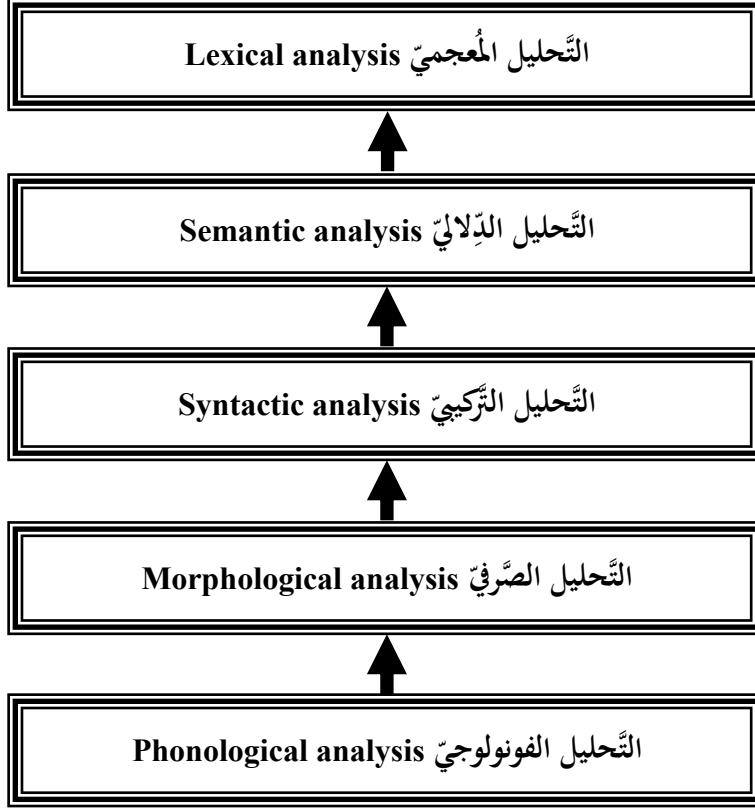 التَّحليل المُعجميّ Lexical analysis
التَّحليل الدِّلاليّ Semantic analysis
التَّحليل التَّركيبيّ Syntactic analysis
التَّحليل الصَّرفيّ Morphological analysis
التَّحليل الفونولوجيّ Phonological analysis